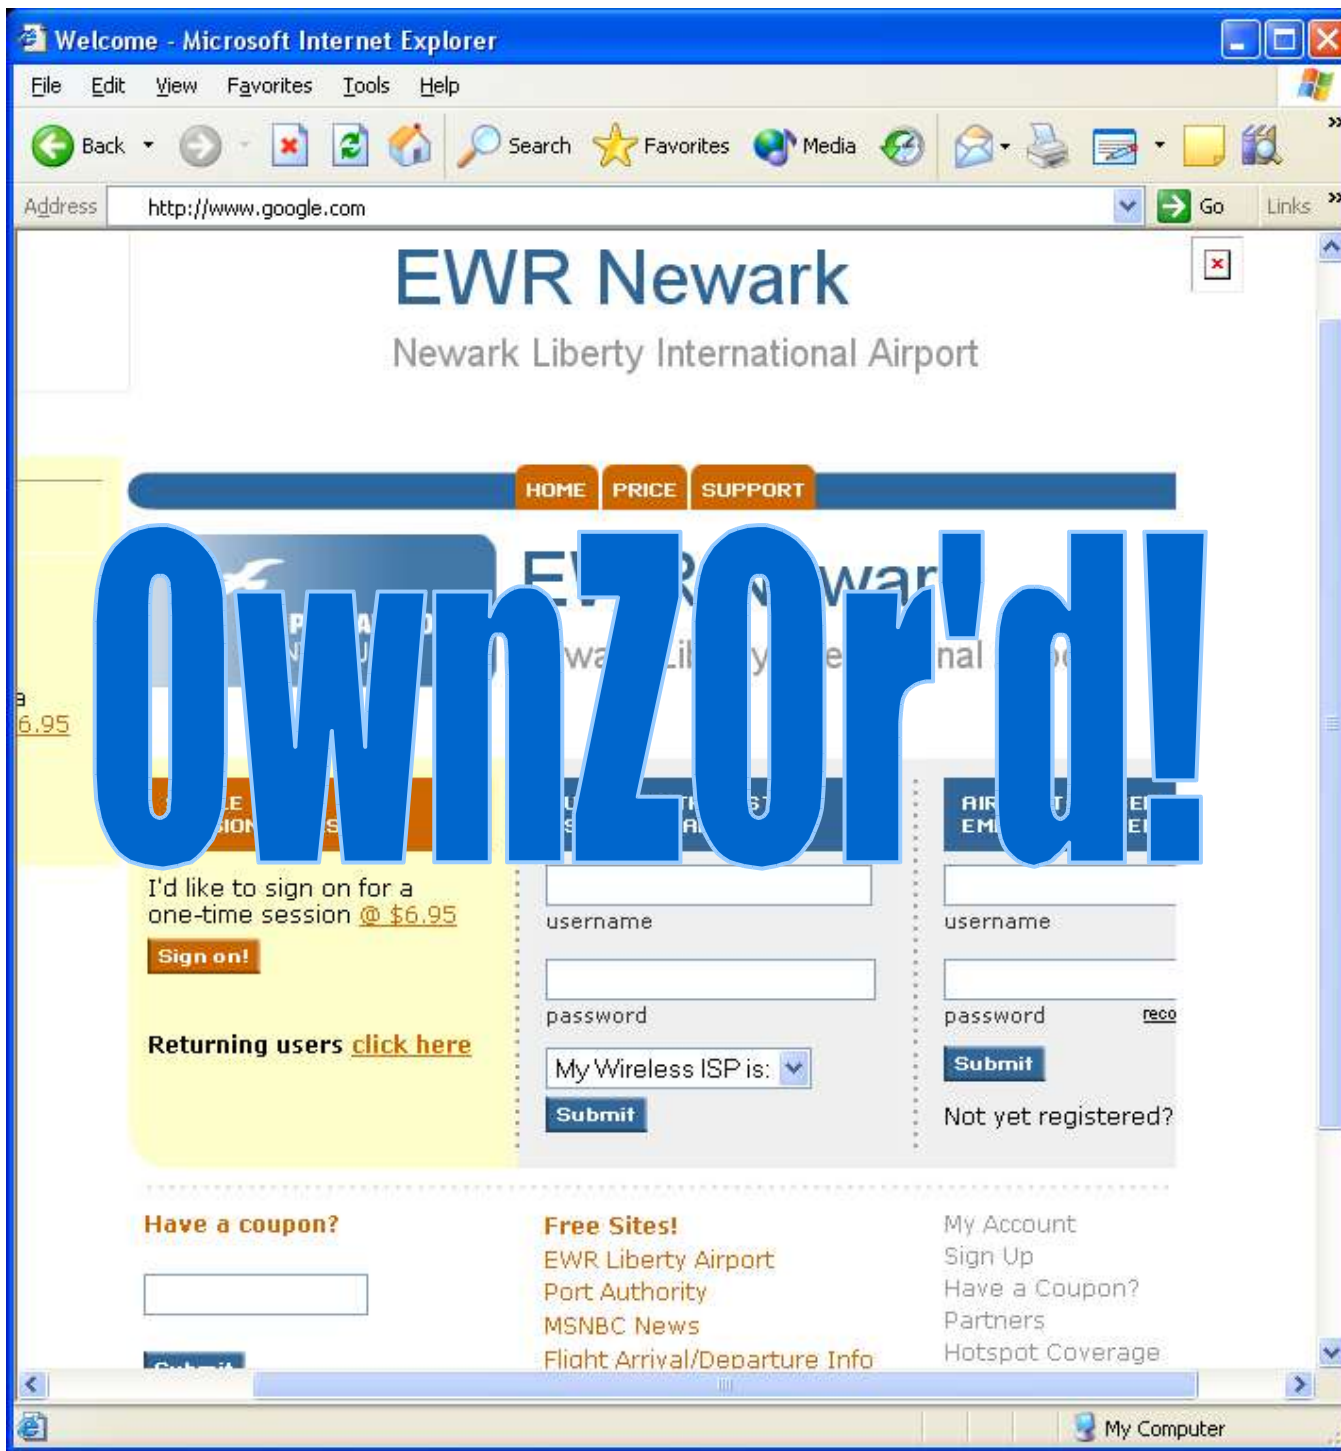 Welcome - Microsoft Internet Explorer
File Edit View Favorites Tools Help
Back Search Favorites Media
Address http://www.google.com Go Links
EWR Newark
Newark Liberty International Airport
HOME PRICE SUPPORT
OwnZ0r'd!
6.95
I'd like to sign on for a
one-time session @ $6.95
Sign on!
Returning users click here
username
password
My Wireless ISP is:
Submit
username
password reco
Submit
Not yet registered?
Have a coupon?
Submit
Free Sites!
EWR Liberty Airport
Port Authority
MSNBC News
Flight Arrival/Departure Info
My Account
Sign Up
Have a Coupon?
Partners
Hotspot Coverage
My Computer